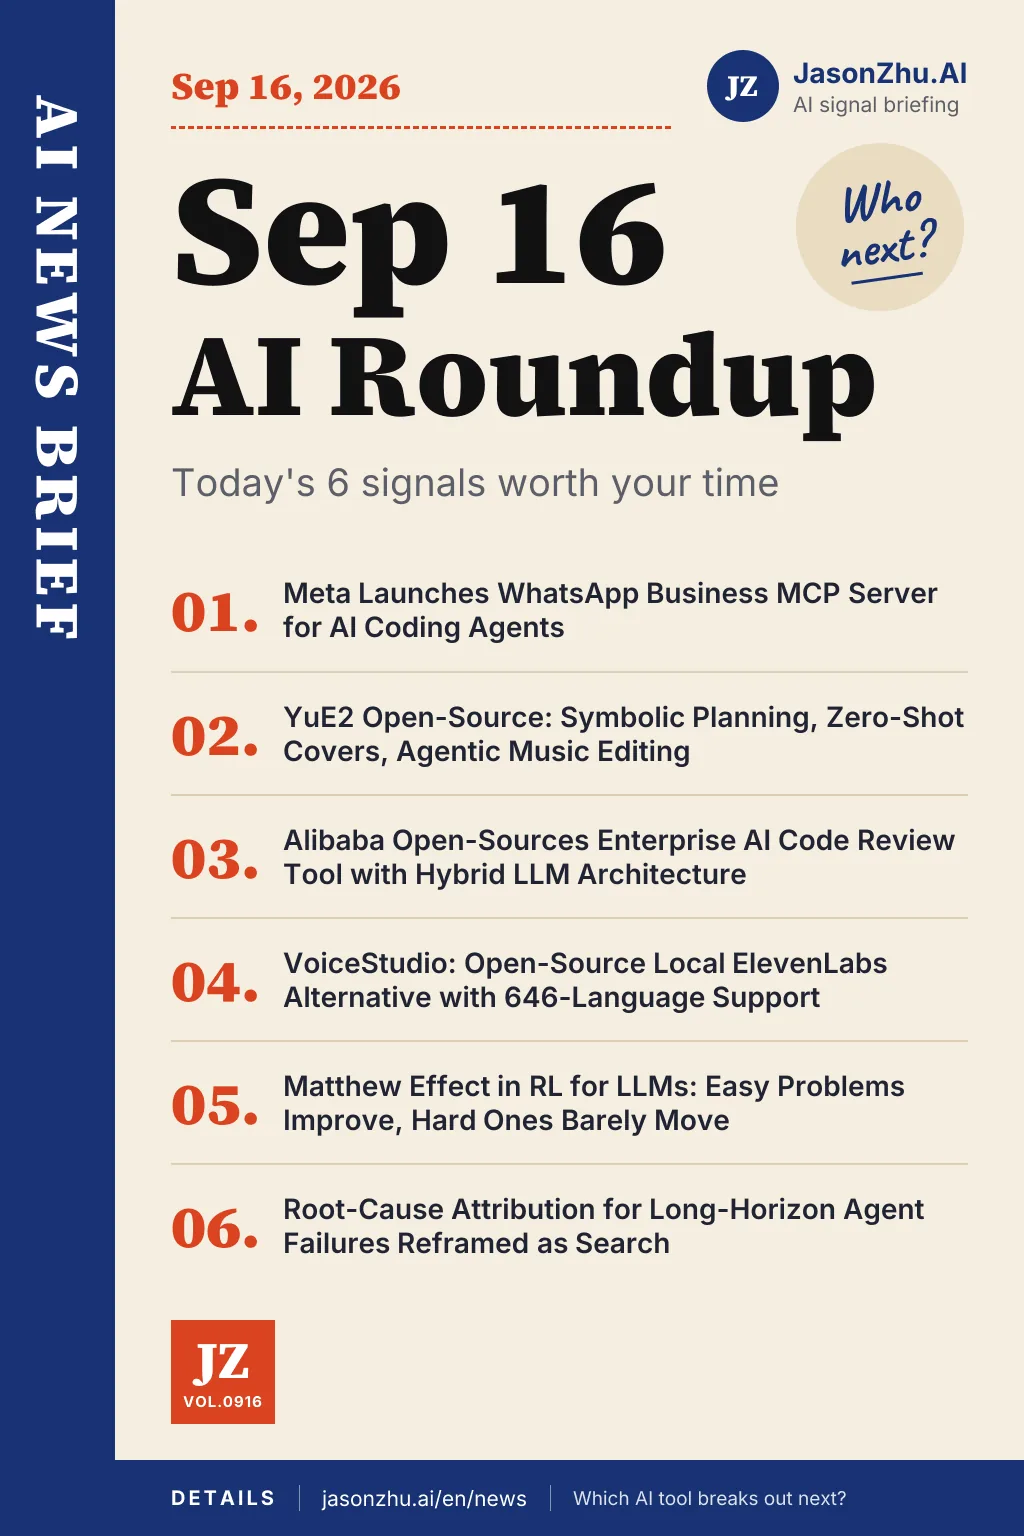 AI NEWS BRIEF
Sep 16, 2026
JZ
JasonZhu.AI
AI signal briefing
Who
next?
Sep 16
AI Roundup
Today's 6 signals worth your time
01.
Meta Launches WhatsApp Business MCP Server
for AI Coding Agents
02.
YuE2 Open-Source: Symbolic Planning, Zero-Shot
Covers, Agentic Music Editing
03.
Alibaba Open-Sources Enterprise AI Code Review
Tool with Hybrid LLM Architecture
04.
VoiceStudio: Open-Source Local ElevenLabs
Alternative with 646-Language Support
05.
Matthew Effect in RL for LLMs: Easy Problems
Improve, Hard Ones Barely Move
06.
Root-Cause Attribution for Long-Horizon Agent
Failures Reframed as Search
JZ
VOL.0916
DETAILS
jasonzhu.ai/en/news
Which AI tool breaks out next?